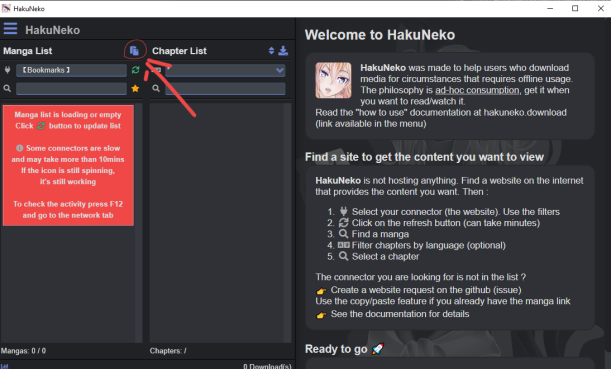 HakuNeko
HakuNeko
Manga List
Chapter List
【Bookmarks】
Manga list is loading or empty
Click button to update list
Some connectors are slow
and may take more than 10mins
If the icon is still spinning,
it's still working
To check the activity press F12
and go to the network tab
Mangas: 0 / 0
Chapters: /
0 Download(s)
Welcome to HakuNeko
HakuNeko was made to help users who download
media for circumstances that requires offline usage.
The philosophy is ad-hoc consumption, get it when
you want to read/watch it.
Read the "how to use" documentation at hakuneko.download
(link available in the menu)
Find a site to get the content you want to view
HakuNeko is not hosting anything. Find a website on the internet
that provides the content you want. Then :
1. Select your connector (the website). Use the filters
2. Click on the refresh button (can take minutes)
3. Find a manga
4. Filter chapters by language (optional)
5. Select a chapter
The connector you are looking for is not in the list ?
👉 Create a website request on the github (issue)
Use the copy/paste feature if you already have the manga link
👉 See the documentation for details
Ready to go 🚀